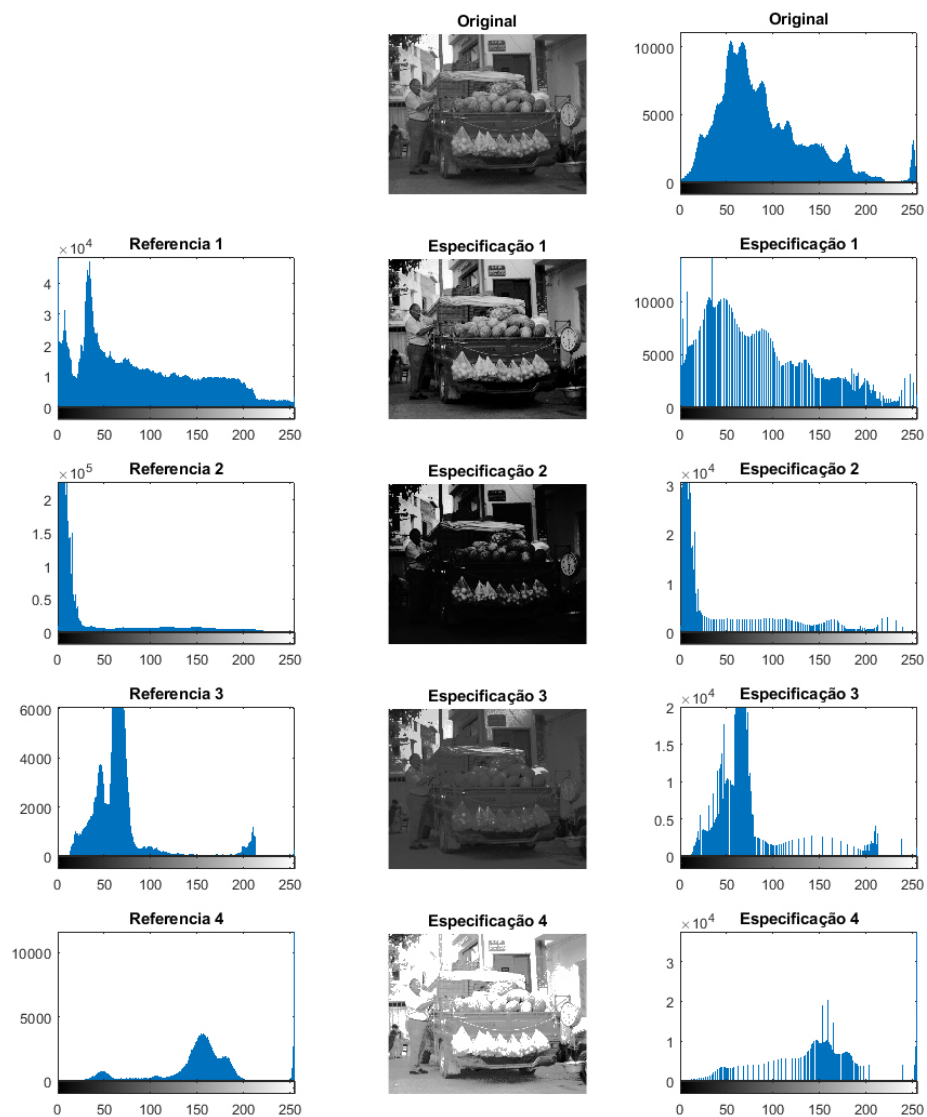 Original
Original
10000
5000
0
0 50 100 150 200 250
Referencia 1
× 10^4
4
3
2
1
0
0 50 100 150 200 250
Especificação 1
Especificação 1
10000
5000
0
0 50 100 150 200 250
Referencia 2
× 10^5
2
1.5
1
0.5
0
0 50 100 150 200 250
Especificação 2
Especificação 2
× 10^4
3
2
1
0
0 50 100 150 200 250
Referencia 3
6000
4000
2000
0
0 50 100 150 200 250
Especificação 3
Especificação 3
× 10^4
2
1.5
1
0.5
0
0 50 100 150 200 250
Referencia 4
10000
5000
0
0 50 100 150 200 250
Especificação 4
Especificação 4
× 10^4
3
2
1
0
0 50 100 150 200 250